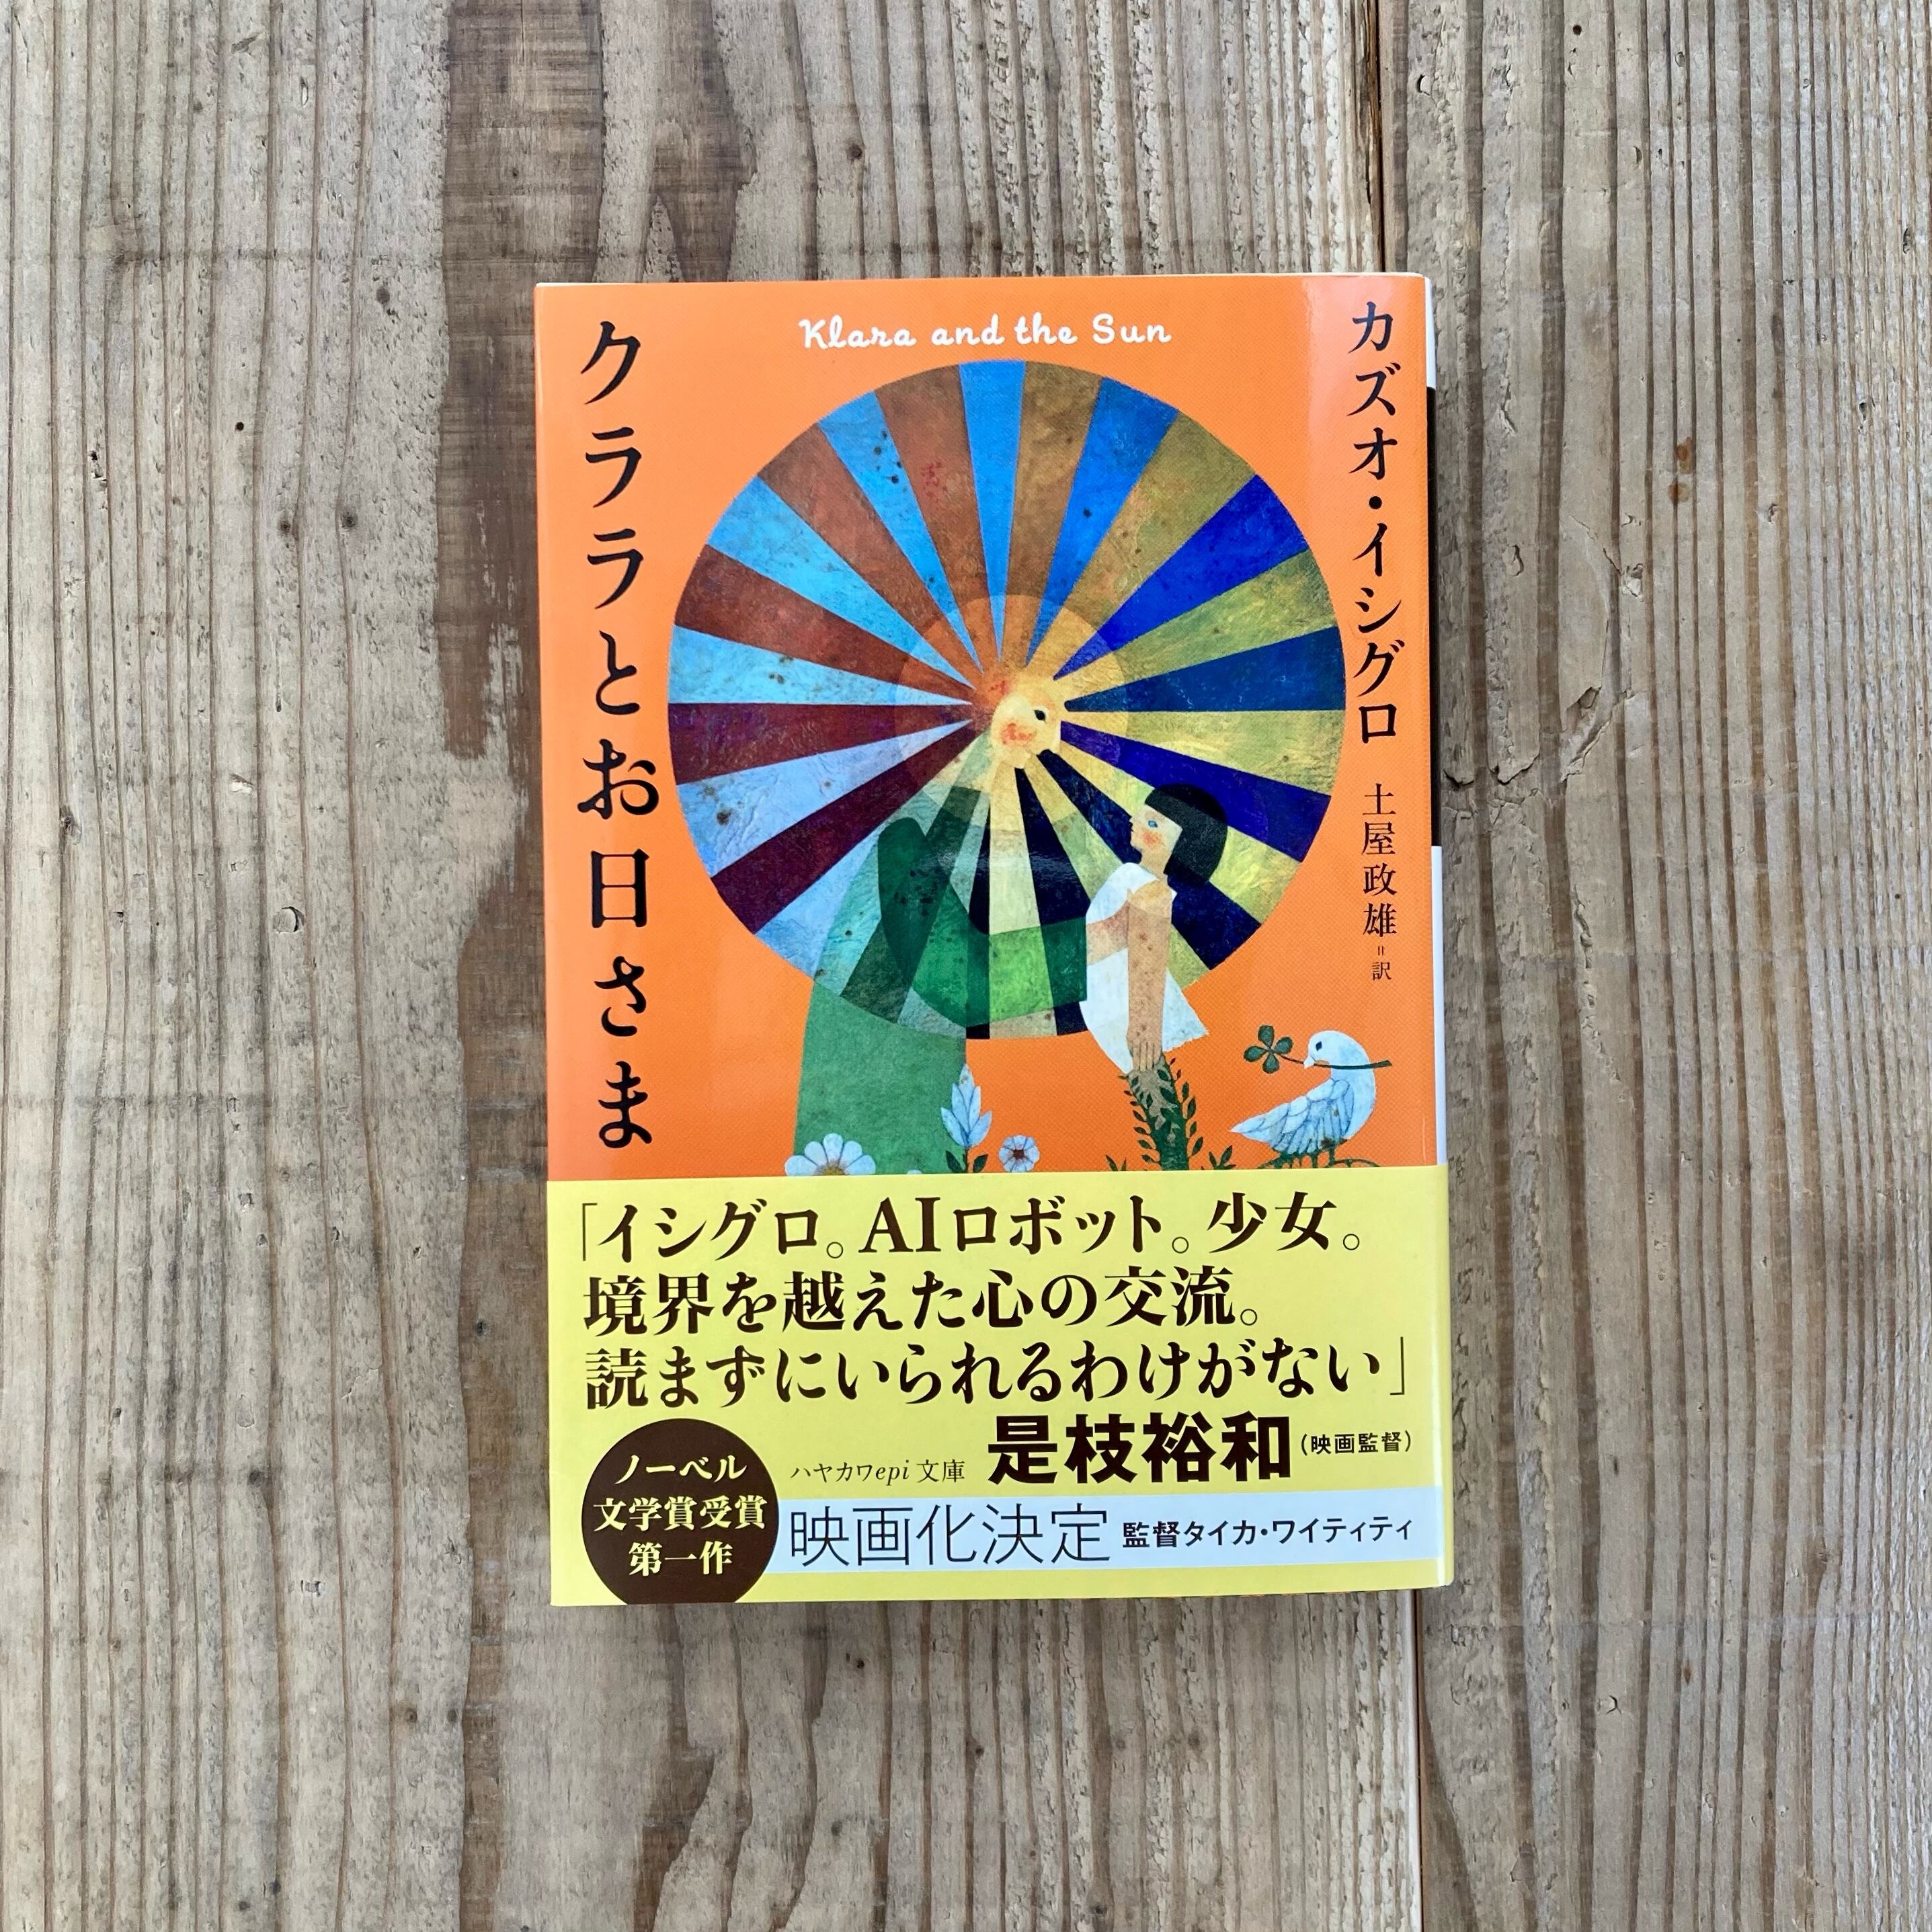 Klara and the Sun
カズオ・イシグロ
土屋政雄=訳
クララとお日さま
「イシグロ。AIロボット。少女。
境界を越えた心の交流。
読まずにいられるわけがない」
是枝裕和(映画監督)
ハヤカワepi文庫
ノーベル
文学賞受賞
第一作
映画化決定 監督タイカ・ワイティティ